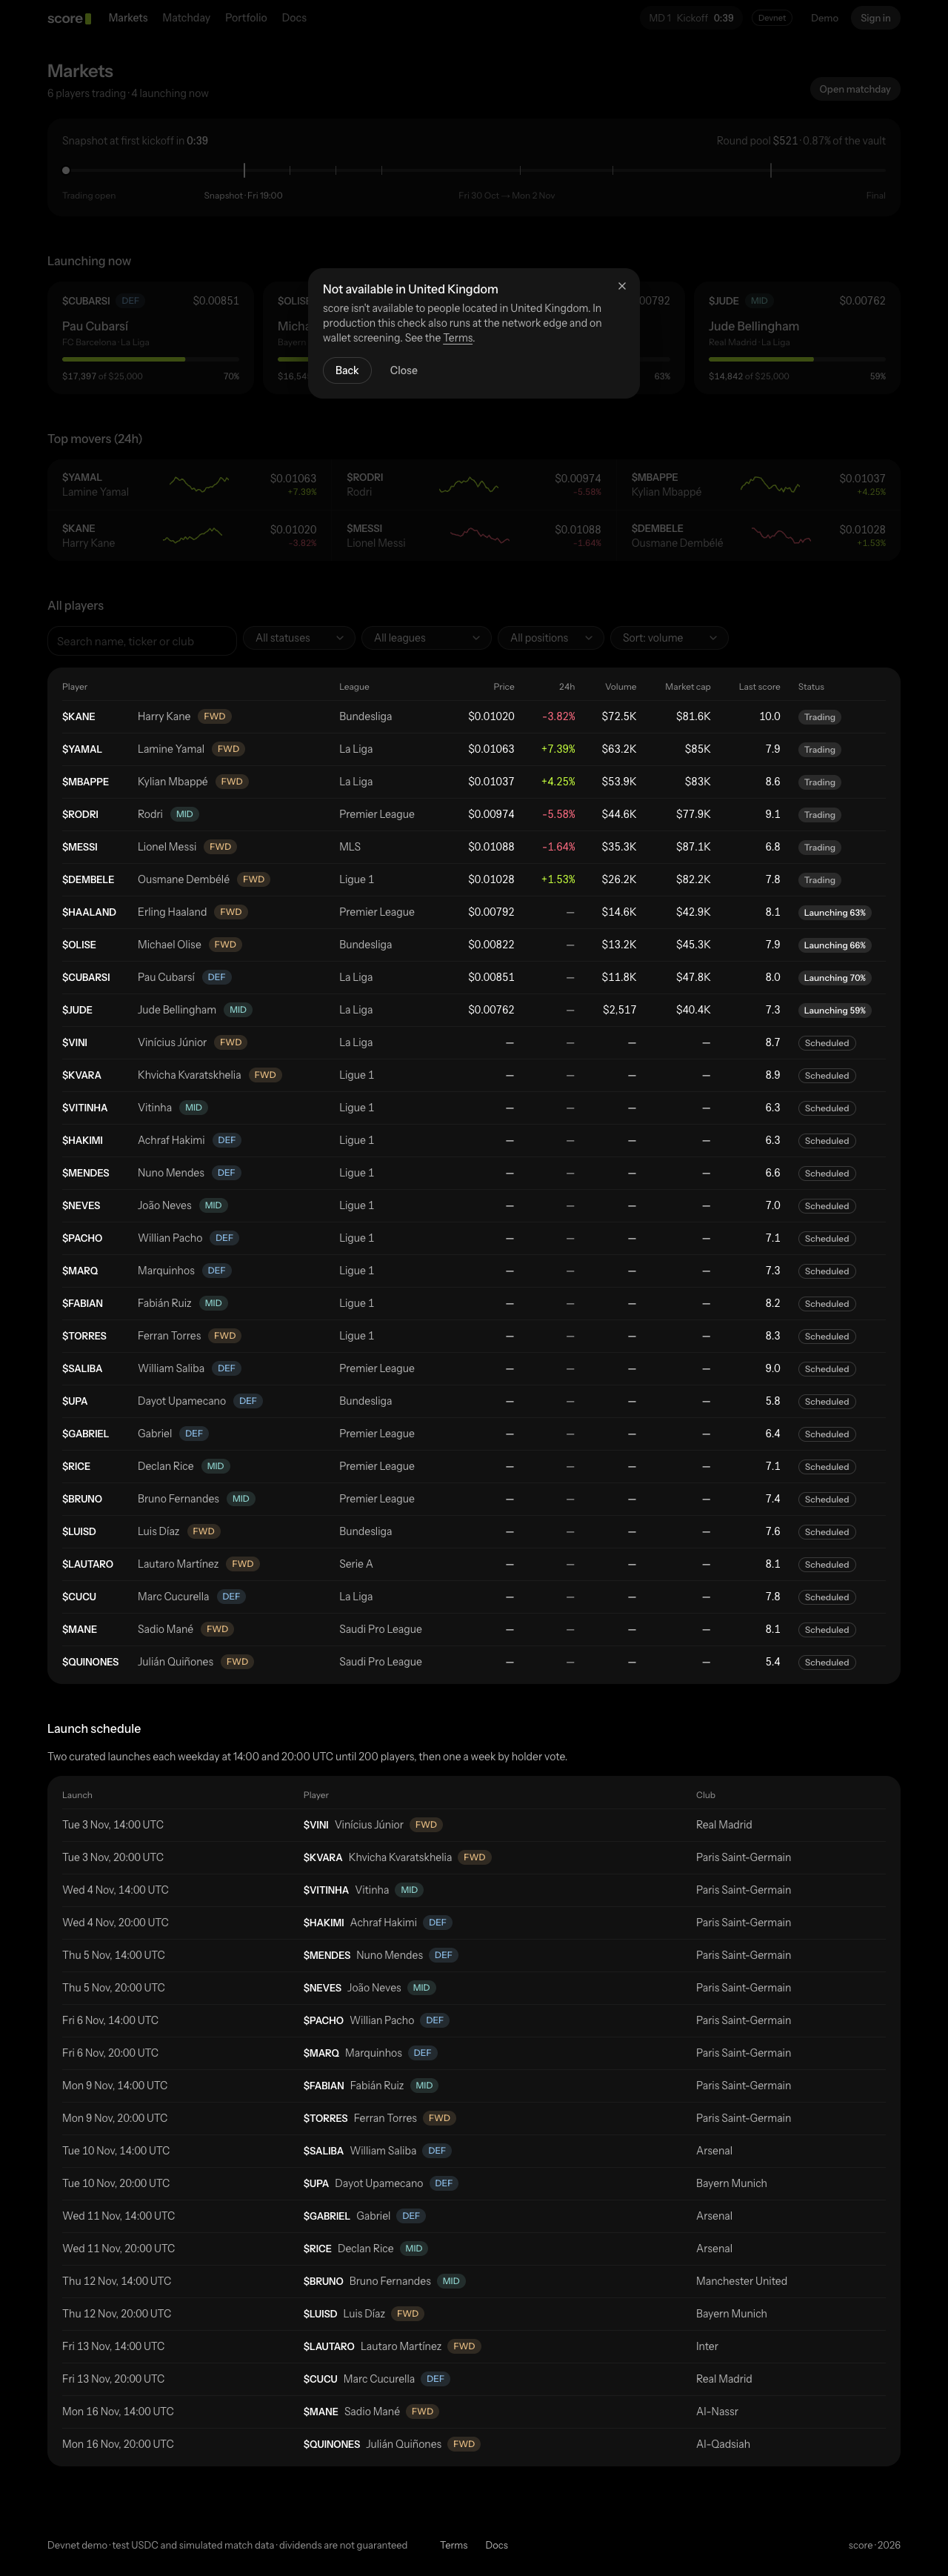 score Markets Matchday Portfolio Docs MD 1 Kickoff 0:39 Devnet Demo Sign in
Markets
6 players trading · 4 launching now
Open matchday
Snapshot at first kickoff in 0:39 Round pool $521 · 0.87% of the vault
Trading open Snapshot · Fri 19:00 Fri 30 Oct → Mon 2 Nov Final
Launching now
$CUBARSI DEF $0.00851
Pau Cubarsí
FC Barcelona · La Liga
$17,397 of $25,000 70%
$JUDE MID $0.00762
Jude Bellingham
Real Madrid · La Liga
$14,842 of $25,000 59%
63%
Not available in United Kingdom
score isn't available to people located in United Kingdom. In
production this check also runs at the network edge and on
wallet screening. See the Terms.
Back Close
Top movers (24h)
$YAMAL $0.01063
Lamine Yamal +7.39%
$RODRI $0.00974
Rodri -5.58%
$MBAPPE $0.01037
Kylian Mbappé +4.25%
$KANE $0.01020
Harry Kane -3.82%
$MESSI $0.01088
Lionel Messi -1.64%
$DEMBELE $0.01028
Ousmane Dembélé +1.53%
All players
Search name, ticker or club All statuses All leagues All positions Sort: volume
Player League Price 24h Volume Market cap Last score Status
$KANE Harry Kane FWD Bundesliga $0.01020 -3.82% $72.5K $81.6K 10.0 Trading
$YAMAL Lamine Yamal FWD La Liga $0.01063 +7.39% $63.2K $85K 7.9 Trading
$MBAPPE Kylian Mbappé FWD La Liga $0.01037 +4.25% $53.9K $83K 8.6 Trading
$RODRI Rodri MID Premier League $0.00974 -5.58% $44.6K $77.9K 9.1 Trading
$MESSI Lionel Messi FWD MLS $0.01088 -1.64% $35.3K $87.1K 6.8 Trading
$DEMBELE Ousmane Dembélé FWD Ligue 1 $0.01028 +1.53% $26.2K $82.2K 7.8 Trading
$HAALAND Erling Haaland FWD Premier League $0.00792 — $14.6K $42.9K 8.1 Launching 63%
$OLISE Michael Olise FWD Bundesliga $0.00822 — $13.2K $45.3K 7.9 Launching 66%
$CUBARSI Pau Cubarsí DEF La Liga $0.00851 — $11.8K $47.8K 8.0 Launching 70%
$JUDE Jude Bellingham MID La Liga $0.00762 — $2,517 $40.4K 7.3 Launching 59%
$VINI Vinícius Júnior FWD La Liga — — — — 8.7 Scheduled
$KVARA Khvicha Kvaratskhelia FWD Ligue 1 — — — — 8.9 Scheduled
$VITINHA Vitinha MID Ligue 1 — — — — 6.3 Scheduled
$HAKIMI Achraf Hakimi DEF Ligue 1 — — — — 6.3 Scheduled
$MENDES Nuno Mendes DEF Ligue 1 — — — — 6.6 Scheduled
$NEVES João Neves MID Ligue 1 — — — — 7.0 Scheduled
$PACHO Willian Pacho DEF Ligue 1 — — — — 7.1 Scheduled
$MARQ Marquinhos DEF Ligue 1 — — — — 7.3 Scheduled
$FABIAN Fabián Ruiz MID Ligue 1 — — — — 8.2 Scheduled
$TORRES Ferran Torres FWD Ligue 1 — — — — 8.3 Scheduled
$SALIBA William Saliba DEF Premier League — — — — 9.0 Scheduled
$UPA Dayot Upamecano DEF Bundesliga — — — — 5.8 Scheduled
$GABRIEL Gabriel DEF Premier League — — — — 6.4 Scheduled
$RICE Declan Rice MID Premier League — — — — 7.1 Scheduled
$BRUNO Bruno Fernandes MID Premier League — — — — 7.4 Scheduled
$LUISD Luis Díaz FWD Bundesliga — — — — 7.6 Scheduled
$LAUTARO Lautaro Martínez FWD Serie A — — — — 8.1 Scheduled
$CUCU Marc Cucurella DEF La Liga — — — — 7.8 Scheduled
$MANE Sadio Mané FWD Saudi Pro League — — — — 8.1 Scheduled
$QUINONES Julián Quiñones FWD Saudi Pro League — — — — 5.4 Scheduled
Launch schedule
Two curated launches each weekday at 14:00 and 20:00 UTC until 200 players, then one a week by holder vote.
Launch Player Club
Tue 3 Nov, 14:00 UTC $VINI Vinícius Júnior FWD Real Madrid
Tue 3 Nov, 20:00 UTC $KVARA Khvicha Kvaratskhelia FWD Paris Saint-Germain
Wed 4 Nov, 14:00 UTC $VITINHA Vitinha MID Paris Saint-Germain
Wed 4 Nov, 20:00 UTC $HAKIMI Achraf Hakimi DEF Paris Saint-Germain
Thu 5 Nov, 14:00 UTC $MENDES Nuno Mendes DEF Paris Saint-Germain
Thu 5 Nov, 20:00 UTC $NEVES João Neves MID Paris Saint-Germain
Fri 6 Nov, 14:00 UTC $PACHO Willian Pacho DEF Paris Saint-Germain
Fri 6 Nov, 20:00 UTC $MARQ Marquinhos DEF Paris Saint-Germain
Mon 9 Nov, 14:00 UTC $FABIAN Fabián Ruiz MID Paris Saint-Germain
Mon 9 Nov, 20:00 UTC $TORRES Ferran Torres FWD Paris Saint-Germain
Tue 10 Nov, 14:00 UTC $SALIBA William Saliba DEF Arsenal
Tue 10 Nov, 20:00 UTC $UPA Dayot Upamecano DEF Bayern Munich
Wed 11 Nov, 14:00 UTC $GABRIEL Gabriel DEF Arsenal
Wed 11 Nov, 20:00 UTC $RICE Declan Rice MID Arsenal
Thu 12 Nov, 14:00 UTC $BRUNO Bruno Fernandes MID Manchester United
Thu 12 Nov, 20:00 UTC $LUISD Luis Díaz FWD Bayern Munich
Fri 13 Nov, 14:00 UTC $LAUTARO Lautaro Martínez FWD Inter
Fri 13 Nov, 20:00 UTC $CUCU Marc Cucurella DEF Real Madrid
Mon 16 Nov, 14:00 UTC $MANE Sadio Mané FWD Al-Nassr
Mon 16 Nov, 20:00 UTC $QUINONES Julián Quiñones FWD Al-Qadsiah
Devnet demo · test USDC and simulated match data · dividends are not guaranteed Terms Docs score · 2026